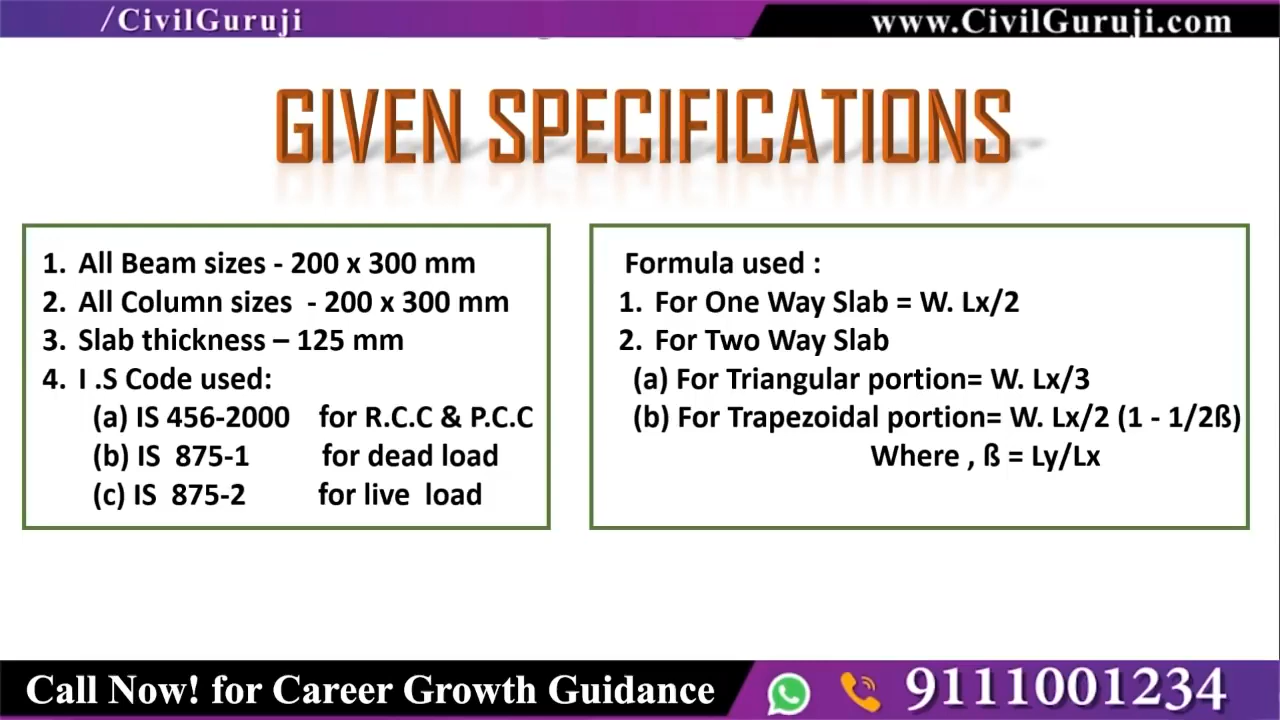 /CivilGuruji
www.CivilGuruji.com
GIVEN SPECIFICATIONS
1. All Beam sizes - 200 x 300 mm
2. All Column sizes - 200 x 300 mm
3. Slab thickness – 125 mm
4. I .S Code used:
(a) IS 456-2000 for R.C.C & P.C.C
(b) IS 875-1 for dead load
(c) IS 875-2 for live load
Formula used :
1. For One Way Slab = W. Lx/2
2. For Two Way Slab
(a) For Triangular portion= W. Lx/3
(b) For Trapezoidal portion= W. Lx/2 (1 - 1/2ß)
Where , ß = Ly/Lx
Call Now! for Career Growth Guidance
9111001234